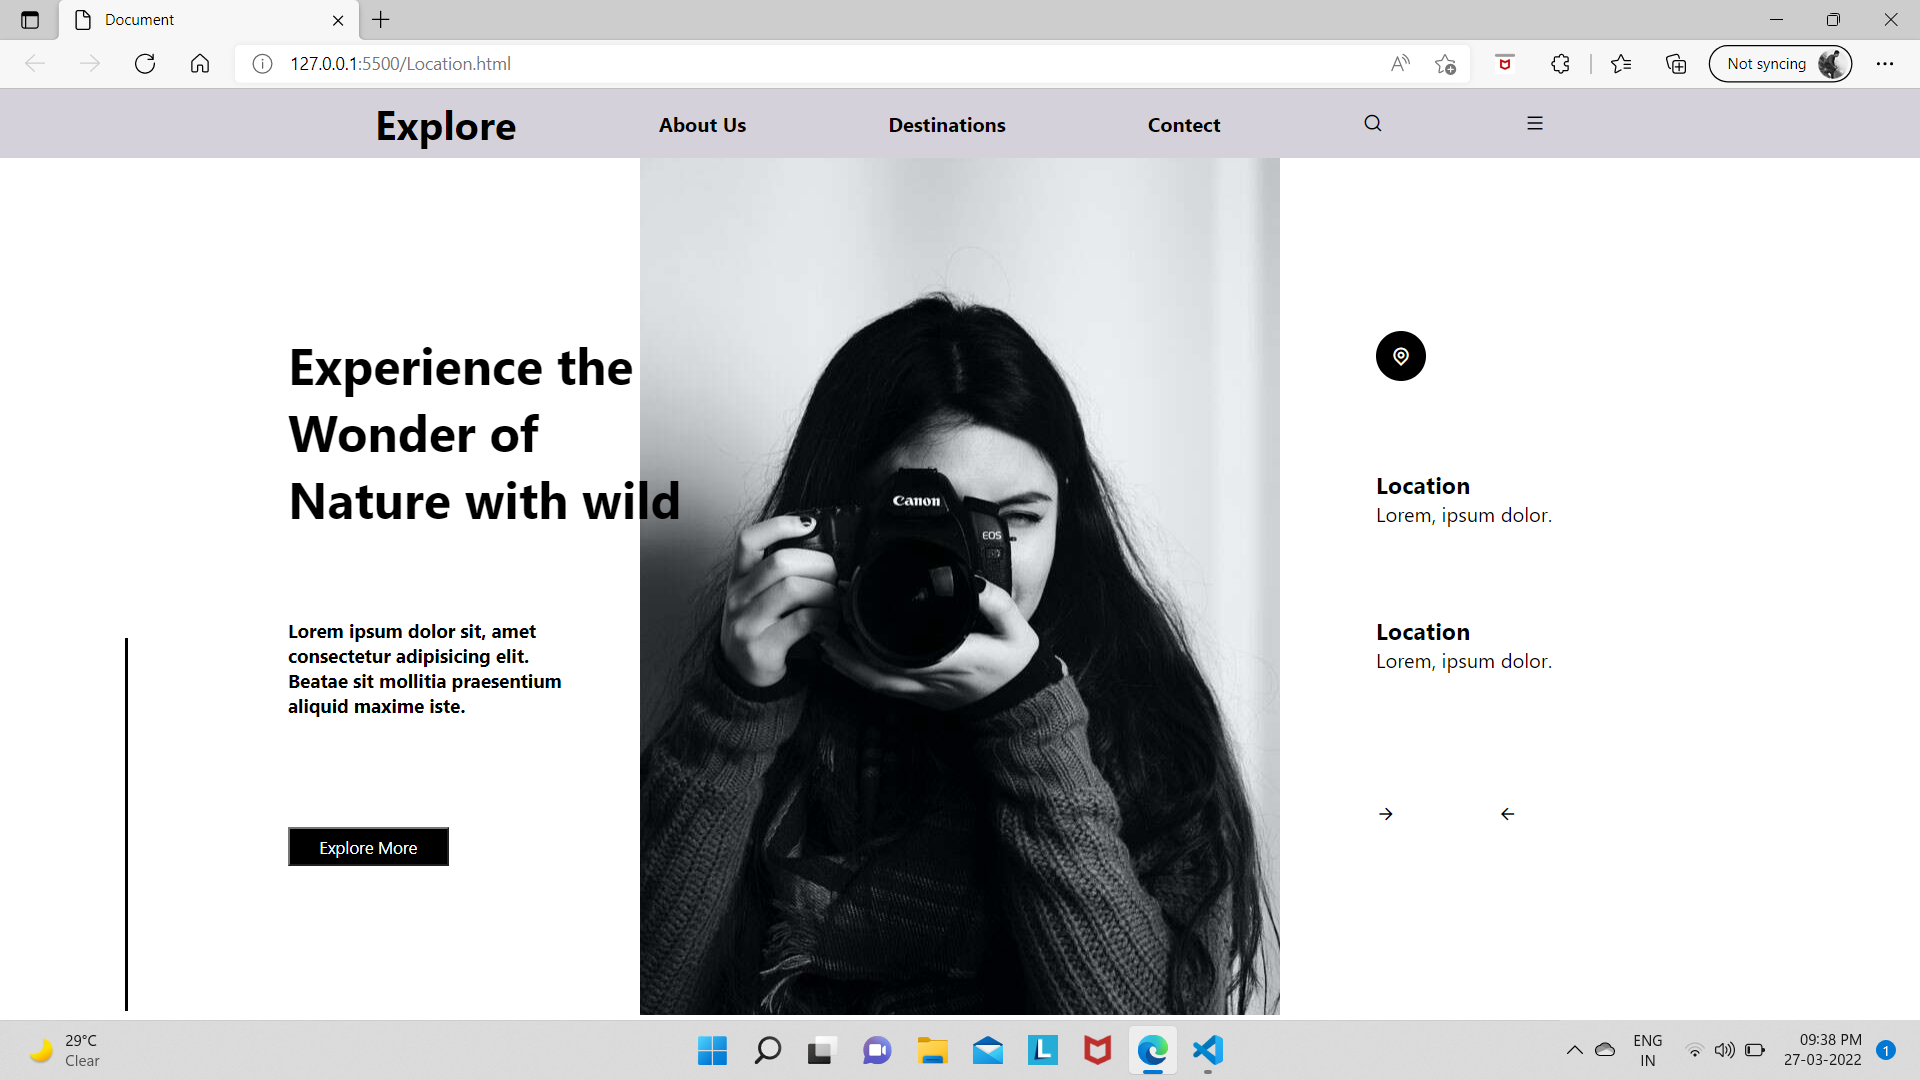 Document
127.0.0.1:5500/Location.html
Not syncing
Explore
About Us
Destinations
Contact
Experience the
Wonder of
Nature with wild
Lorem ipsum dolor sit, amet
consectetur adipisicing elit.
Beatae sit mollitia praesentium
aliquid maxime iste.
Explore More
Canon
EOS
Location
Lorem, ipsum dolor.
Location
Lorem, ipsum dolor.
29°C
Clear
L
ENG
IN
09:38 PM
27-03-2022
1